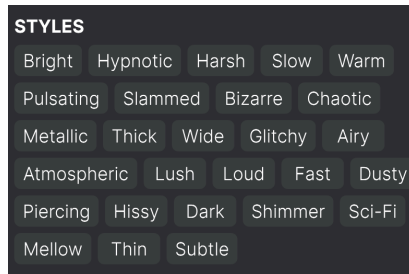 STYLES
Bright Hypnotic Harsh Slow Warm
Pulsating Slammed Bizarre Chaotic
Metallic Thick Wide Glitchy Airy
Atmospheric Lush Loud Fast Dusty
Piercing Hissy Dark Shimmer Sci-Fi
Mellow Thin Subtle